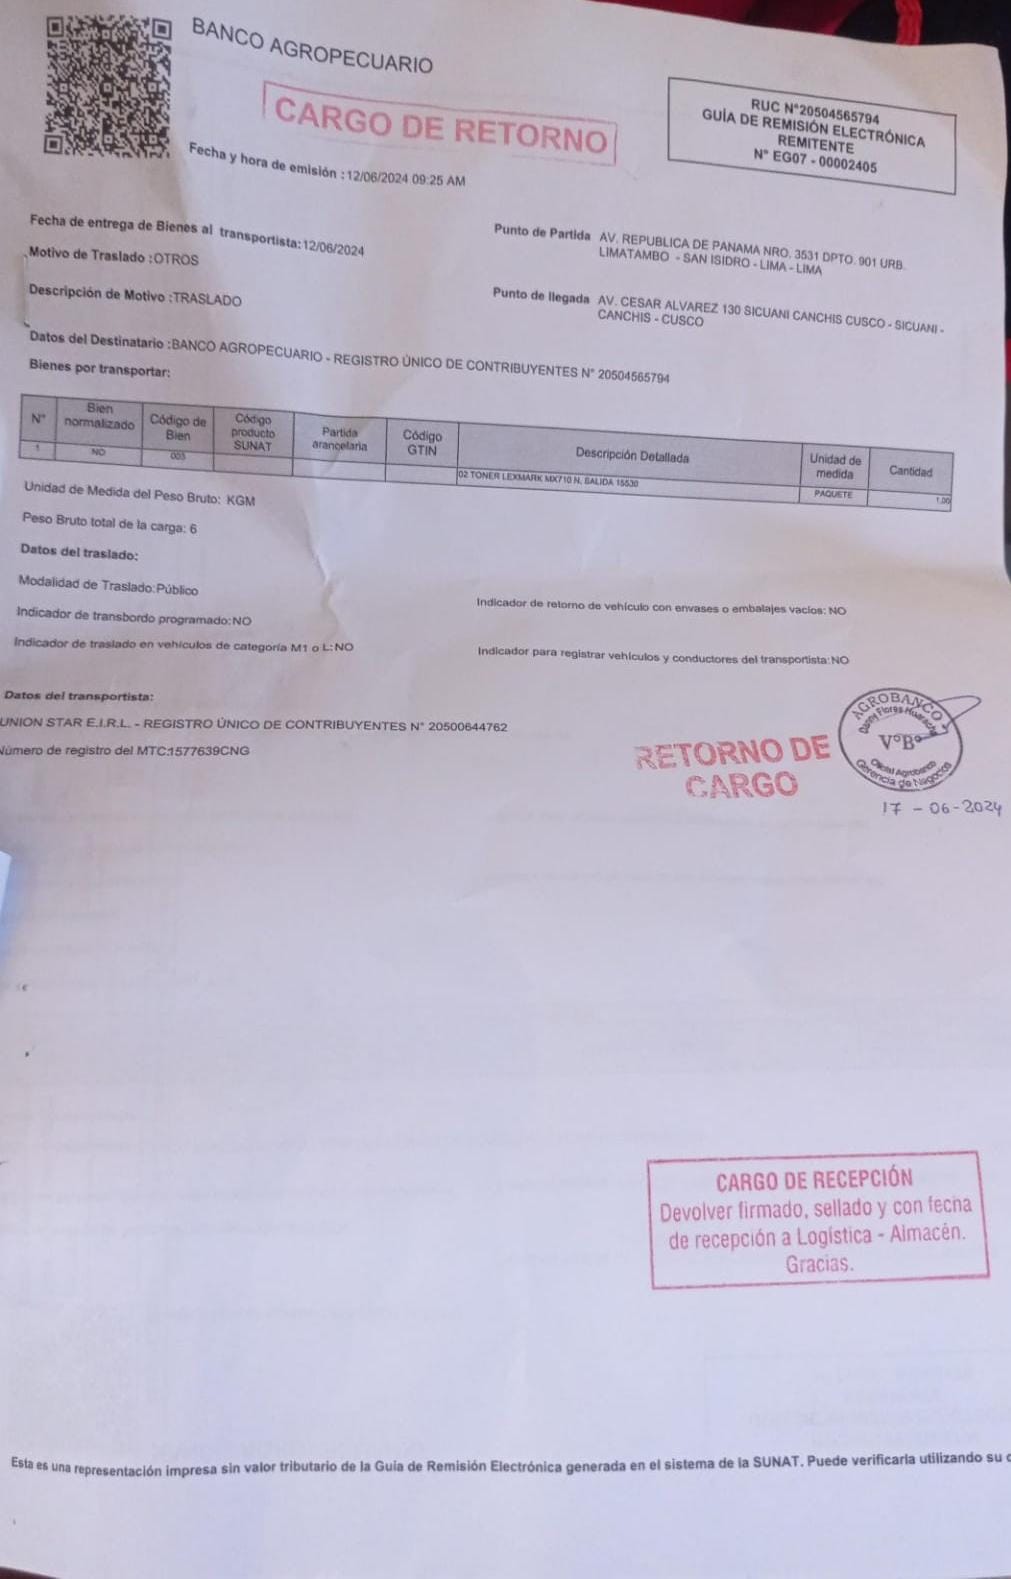 BANCO AGROPECUARIO
CARGO DE RETORNO
RUC N°20504565794
GUÍA DE REMISIÓN ELECTRÓNICA
REMITENTE
N° EG07 - 00002405
Fecha y hora de emisión :12/06/2024 09:25 AM
Fecha de entrega de Bienes al transportista:12/06/2024
Motivo de Traslado :OTROS
Descripción de Motivo :TRASLADO
Punto de Partida AV. REPUBLICA DE PANAMA NRO. 3531 DPTO. 901 URB.
LIMATAMBO - SAN ISIDRO - LIMA - LIMA
Punto de llegada AV. CESAR ALVAREZ 130 SICUANI CANCHIS CUSCO - SICUANI -
CANCHIS - CUSCO
Datos del Destinatario :BANCO AGROPECUARIO - REGISTRO ÚNICO DE CONTRIBUYENTES N° 20504565794
Bienes por transportar:
N° Bien normalizado Código de Bien Código producto SUNAT Partida arancelaria Código GTIN Descripción Detallada Unidad de medida Cantidad
1 NO 003 02 TONER LEXMARK MX710 N. SALIDA 15530 PAQUETE 1.00
Unidad de Medida del Peso Bruto: KGM
Peso Bruto total de la carga: 6
Datos del traslado:
Modalidad de Traslado:Público
Indicador de transbordo programado:NO
Indicador de traslado en vehículos de categoría M1 o L:NO
Indicador de retorno de vehículo con envases o embalajes vacíos: NO
Indicador para registrar vehículos y conductores del transportista:NO
Datos del transportista:
UNION STAR E.I.R.L. - REGISTRO ÚNICO DE CONTRIBUYENTES N° 20500644762
Número de registro del MTC:1577639CNG
RETORNO DE
CARGO
AGROBANCO
Danny Flores Huarache
V°B°
Oficial Agrobanco
Gerencia de Negocios
17 - 06 - 2024
CARGO DE RECEPCIÓN
Devolver firmado, sellado y con fecha
de recepción a Logística - Almacén.
Gracias.
Esta es una representación impresa sin valor tributario de la Guía de Remisión Electrónica generada en el sistema de la SUNAT. Puede verificarla utilizando su